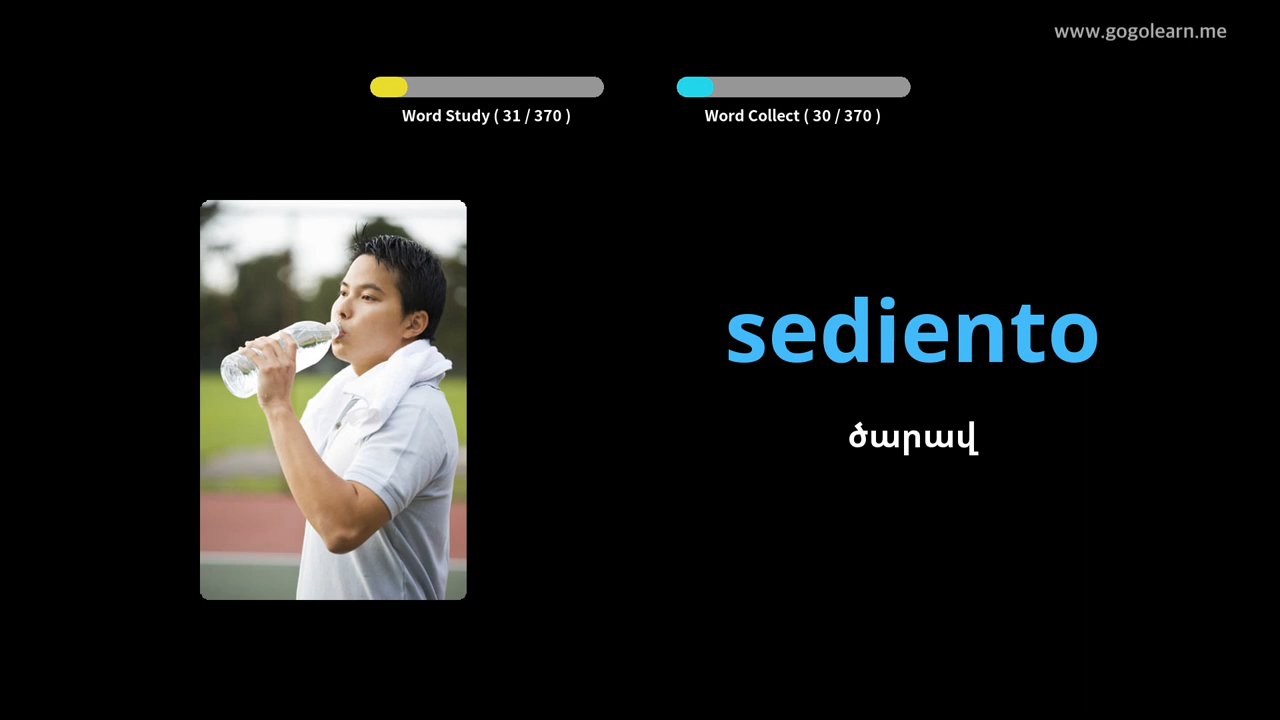 www.gogolearn.me
Word Study ( 31 / 370 )
Word Collect ( 30 / 370 )
sediento
ծարավ